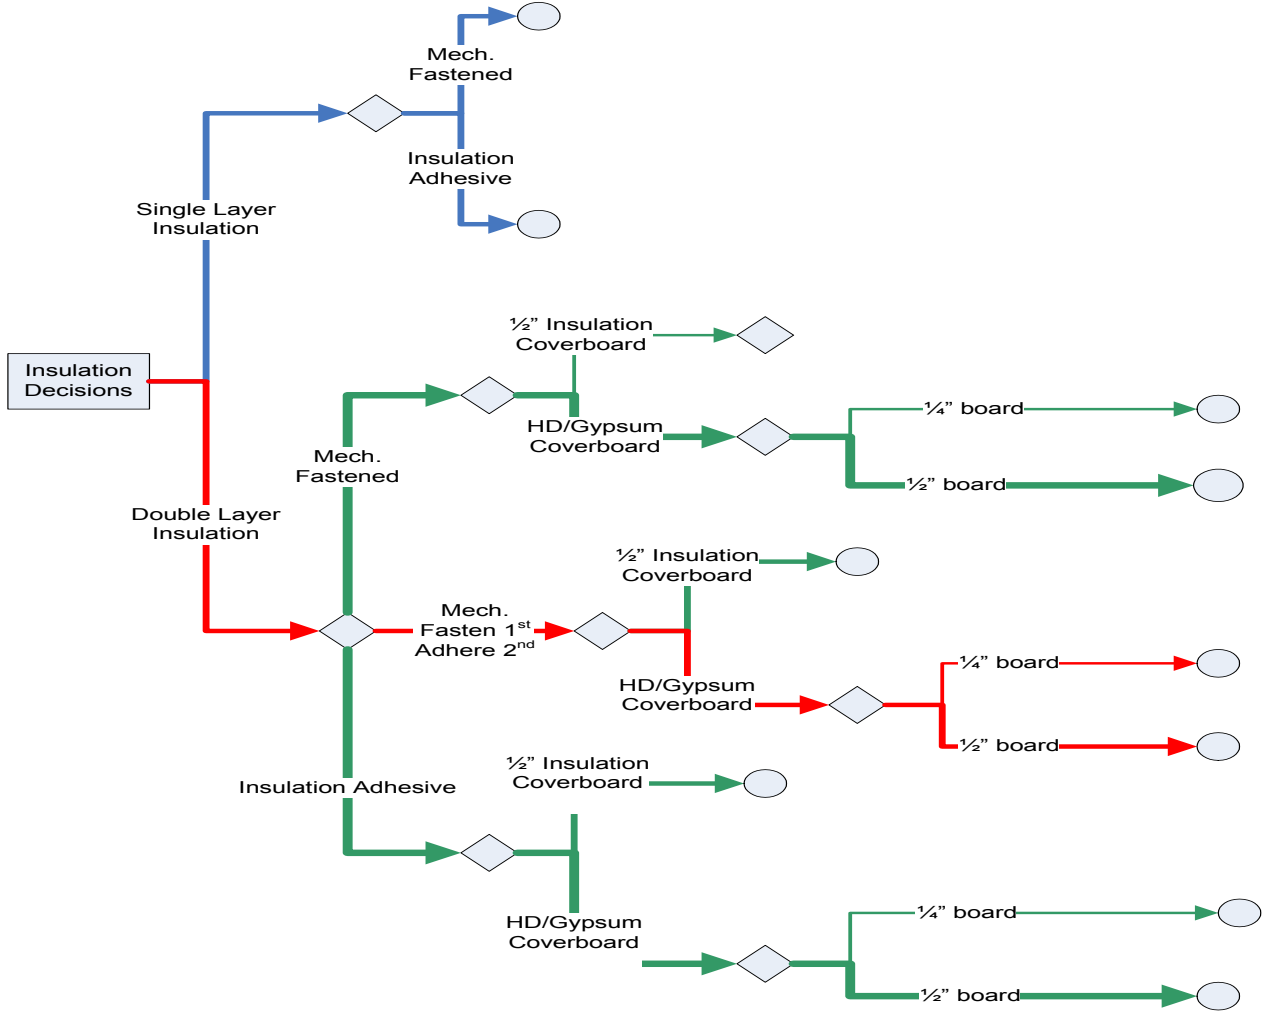 Mech.
Fastened
Insulation
Adhesive
Single Layer
Insulation
½” Insulation
Coverboard
Insulation
Decisions
¼” board
HD/Gypsum
Coverboard
Mech.
Fastened
½” board
Double Layer
Insulation
½” Insulation
Coverboard
Mech.
Fasten 1st
Adhere 2nd
¼” board
HD/Gypsum
Coverboard
½” board
½” Insulation
Coverboard
Insulation Adhesive
¼” board
HD/Gypsum
Coverboard
½” board